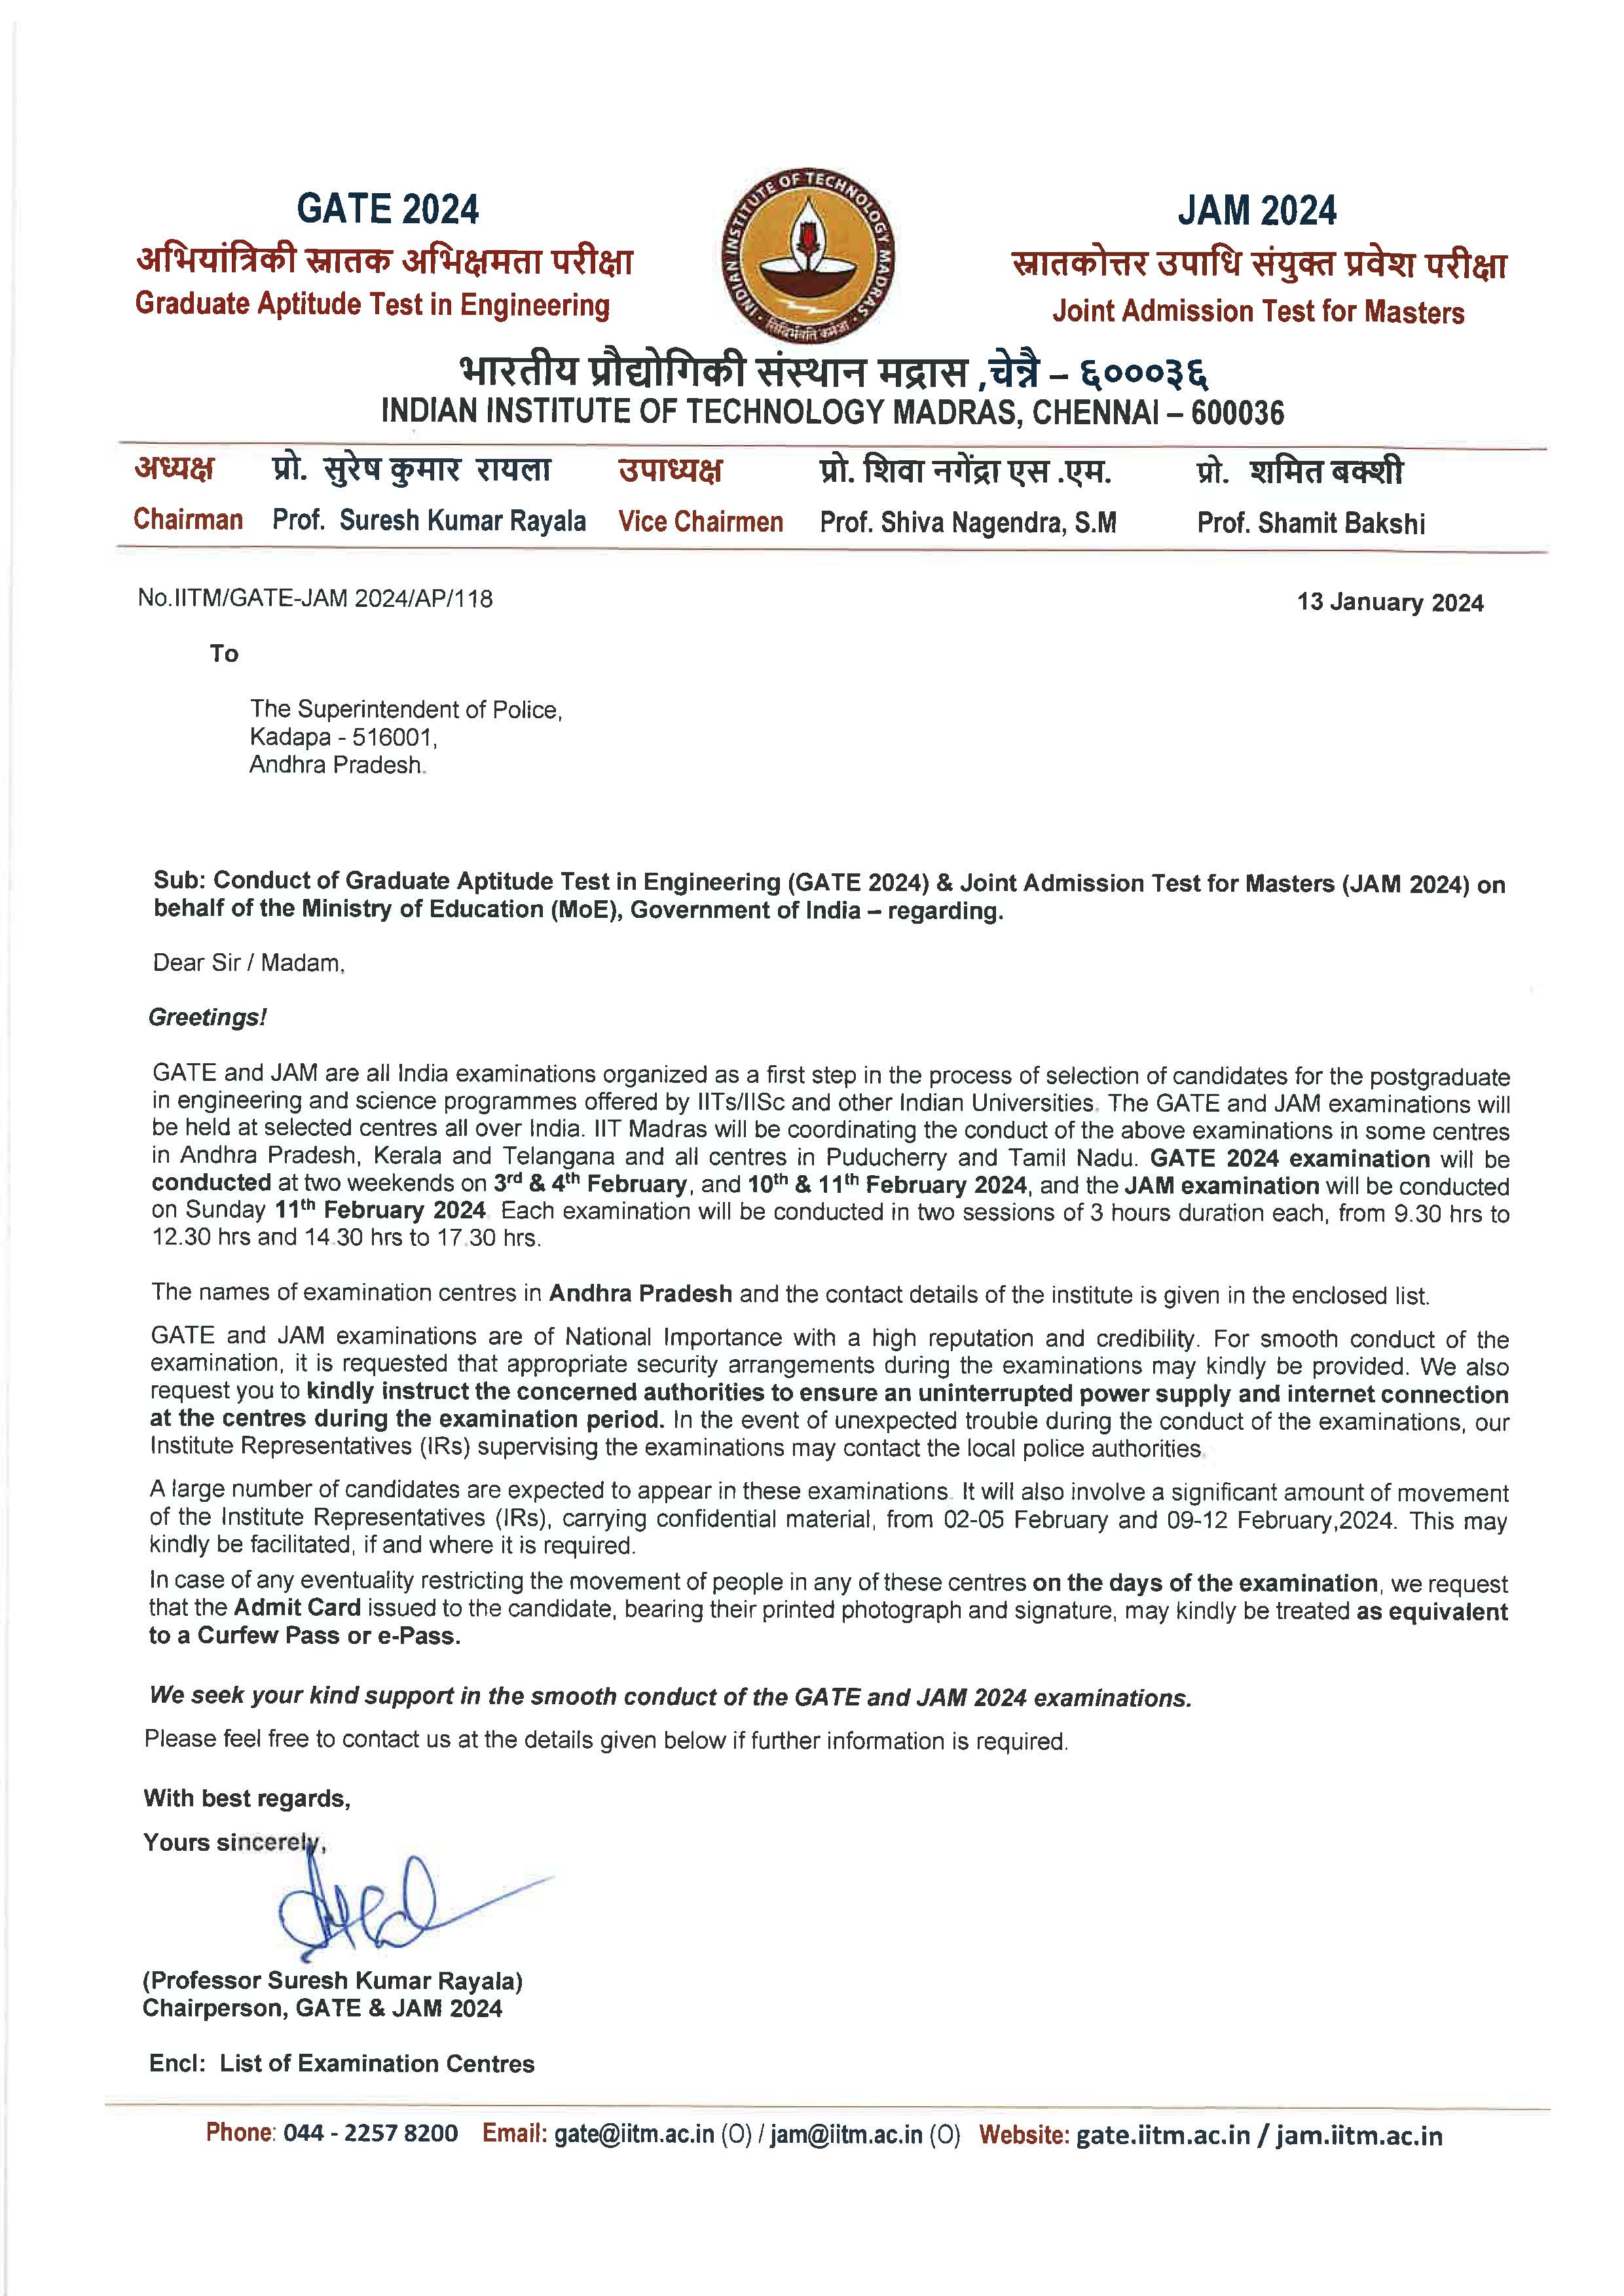 GATE 2024
अभियांत्रिकी स्नातक अभिक्षमता परीक्षा
Graduate Aptitude Test in Engineering
INDIAN INSTITUTE OF TECHNOLOGY MADRAS
सिद्धिर्भवति कर्मजा
JAM 2024
स्नातकोत्तर उपाधि संयुक्त प्रवेश परीक्षा
Joint Admission Test for Masters
भारतीय प्रौद्योगिकी संस्थान मद्रास ,चेन्नै – ६०००३६
INDIAN INSTITUTE OF TECHNOLOGY MADRAS, CHENNAI – 600036
अध्यक्ष प्रो. सुरेष कुमार रायला उपाध्यक्ष प्रो. शिवा नगेंद्रा एस .एम. प्रो. शमित बक्शी
Chairman Prof. Suresh Kumar Rayala Vice Chairmen Prof. Shiva Nagendra, S.M Prof. Shamit Bakshi
No.IITM/GATE-JAM 2024/AP/118 13 January 2024
To
The Superintendent of Police,
Kadapa - 516001,
Andhra Pradesh.
Sub: Conduct of Graduate Aptitude Test in Engineering (GATE 2024) & Joint Admission Test for Masters (JAM 2024) on
behalf of the Ministry of Education (MoE), Government of India – regarding.
Dear Sir / Madam,
Greetings!
GATE and JAM are all India examinations organized as a first step in the process of selection of candidates for the postgraduate
in engineering and science programmes offered by IITs/IISc and other Indian Universities. The GATE and JAM examinations will
be held at selected centres all over India. IIT Madras will be coordinating the conduct of the above examinations in some centres
in Andhra Pradesh, Kerala and Telangana and all centres in Puducherry and Tamil Nadu. GATE 2024 examination will be
conducted at two weekends on 3rd & 4th February, and 10th & 11th February 2024, and the JAM examination will be conducted
on Sunday 11th February 2024. Each examination will be conducted in two sessions of 3 hours duration each, from 9.30 hrs to
12.30 hrs and 14.30 hrs to 17.30 hrs.
The names of examination centres in Andhra Pradesh and the contact details of the institute is given in the enclosed list.
GATE and JAM examinations are of National Importance with a high reputation and credibility. For smooth conduct of the
examination, it is requested that appropriate security arrangements during the examinations may kindly be provided. We also
request you to kindly instruct the concerned authorities to ensure an uninterrupted power supply and internet connection
at the centres during the examination period. In the event of unexpected trouble during the conduct of the examinations, our
Institute Representatives (IRs) supervising the examinations may contact the local police authorities.
A large number of candidates are expected to appear in these examinations. It will also involve a significant amount of movement
of the Institute Representatives (IRs), carrying confidential material, from 02-05 February and 09-12 February,2024. This may
kindly be facilitated, if and where it is required.
In case of any eventuality restricting the movement of people in any of these centres on the days of the examination, we request
that the Admit Card issued to the candidate, bearing their printed photograph and signature, may kindly be treated as equivalent
to a Curfew Pass or e-Pass.
We seek your kind support in the smooth conduct of the GATE and JAM 2024 examinations.
Please feel free to contact us at the details given below if further information is required.
With best regards,
Yours sincerely,
(Professor Suresh Kumar Rayala)
Chairperson, GATE & JAM 2024
Encl: List of Examination Centres
Phone: 044 - 2257 8200 Email: gate@iitm.ac.in (O) / jam@iitm.ac.in (O) Website: gate.iitm.ac.in / jam.iitm.ac.in